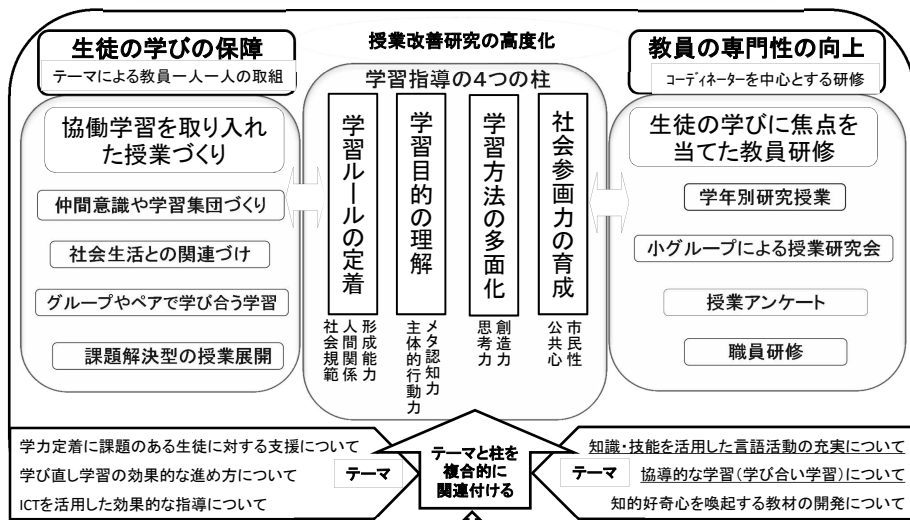 授業改善研究の高度化
生徒の学びの保障
テーマによる教員一人一人の取組
協働学習を取り入れ
た授業づくり
仲間意識や学習集団づくり
社会生活との関連づけ
グループやペアで学び合う学習
課題解決型の授業展開
学習指導の4つの柱
学習ルールの定着
学習目的の理解
学習方法の多面化
社会参画力の育成
形成能力
人間関係
社会規範
メタ認知力
主体的行動力
創造力
思考力
市民性
公共心
教員の専門性の向上
コーディネーターを中心とする研修
生徒の学びに焦点を
当てた教員研修
学年別研究授業
小グループによる授業研究会
授業アンケート
職員研修
学力定着に課題のある生徒に対する支援について
学び直し学習の効果的な進め方について
ICTを活用した効果的な指導について
テーマ
テーマと柱を
複合的に
関連付ける
テーマ
知識・技能を活用した言語活動の充実について
協導的な学習(学び合い学習)について
知的好奇心を喚起する教材の開発について